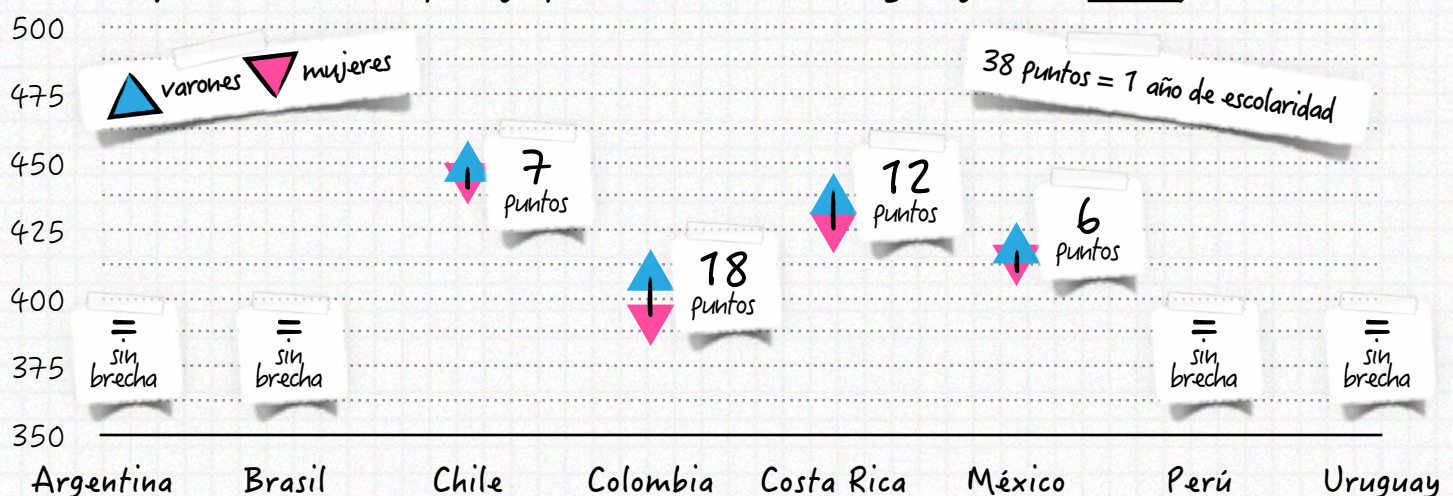 500
varones mujeres
38 puntos = 1 año de escolaridad
475
450
7
puntos
12
puntos
425
18
puntos
6
puntos
400
=
sin
brecha
=
sin
brecha
=
sin
brecha
=
sin
brecha
375
350
Argentina Brasil Chile Colombia Costa Rica México Perú Uruguay